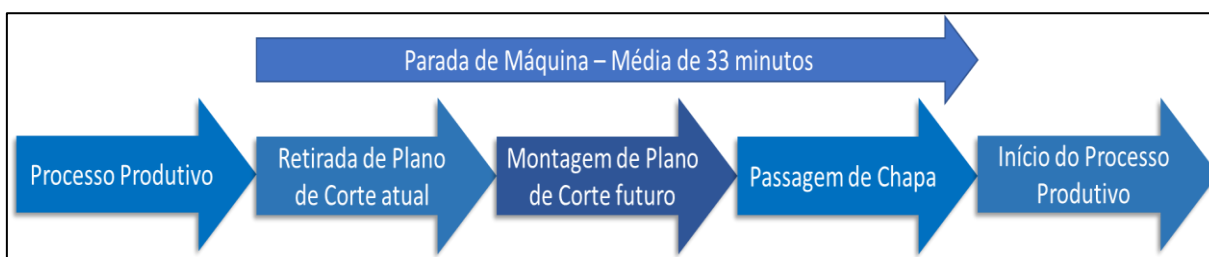 Parada de Máquina – Média de 33 minutos
Processo Produtivo
Retirada de Plano
de Corte atual
Montagem de Plano
de Corte futuro
Passagem de Chapa
Início do Processo
Produtivo